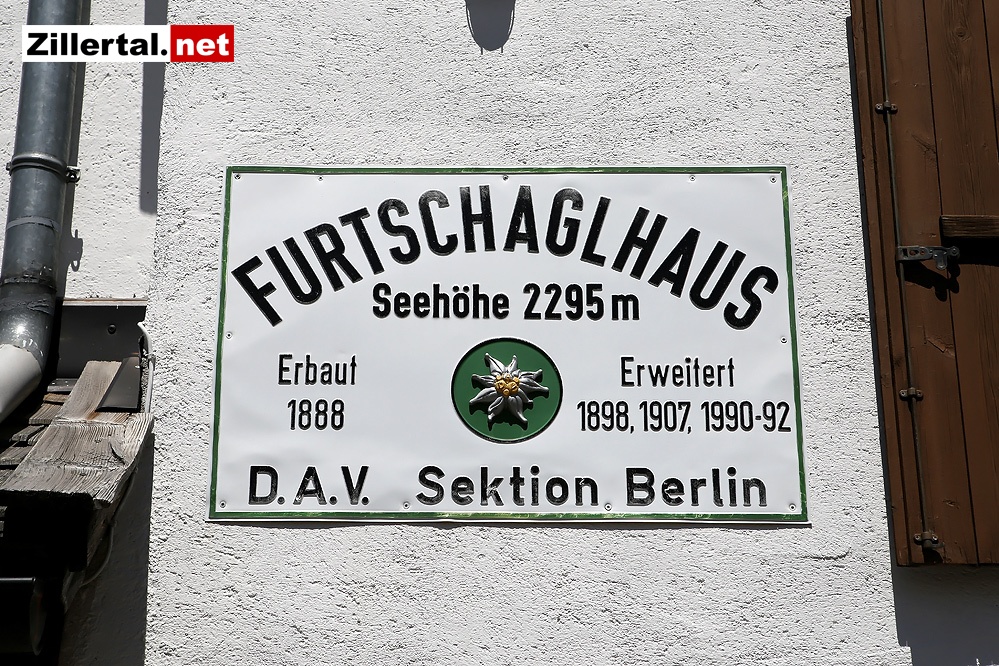 Zillertal.net
FURTSCHAGLHAUS
Seehöhe 2295 m
Erbaut
1888
Erweitert
1898, 1907, 1990-92
D.A.V. Sektion Berlin